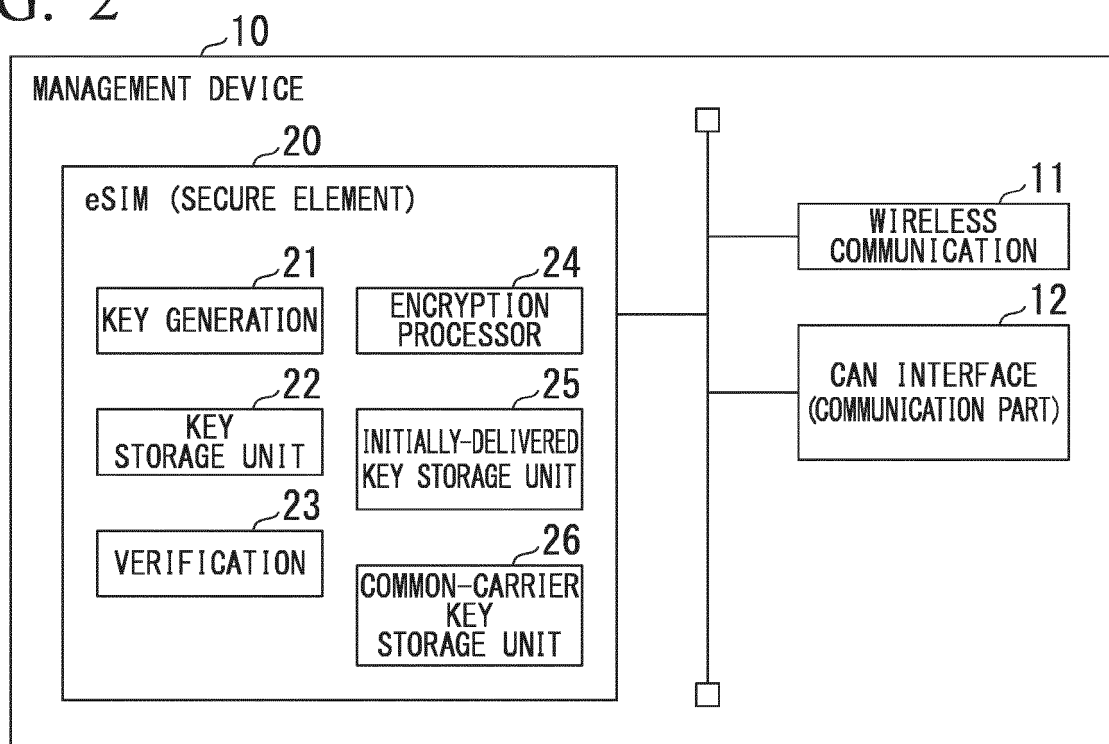 G. 2
10
MANAGEMENT DEVICE
20
eSIM (SECURE ELEMENT)
21
KEY GENERATION
24
ENCRYPTION
PROCESSOR
22
KEY
STORAGE UNIT
25
INITIALLY-DELIVERED
KEY STORAGE UNIT
23
VERIFICATION
26
COMMON-CARRIER
KEY
STORAGE UNIT
11
WIRELESS
COMMUNICATION
12
CAN INTERFACE
(COMMUNICATION PART)